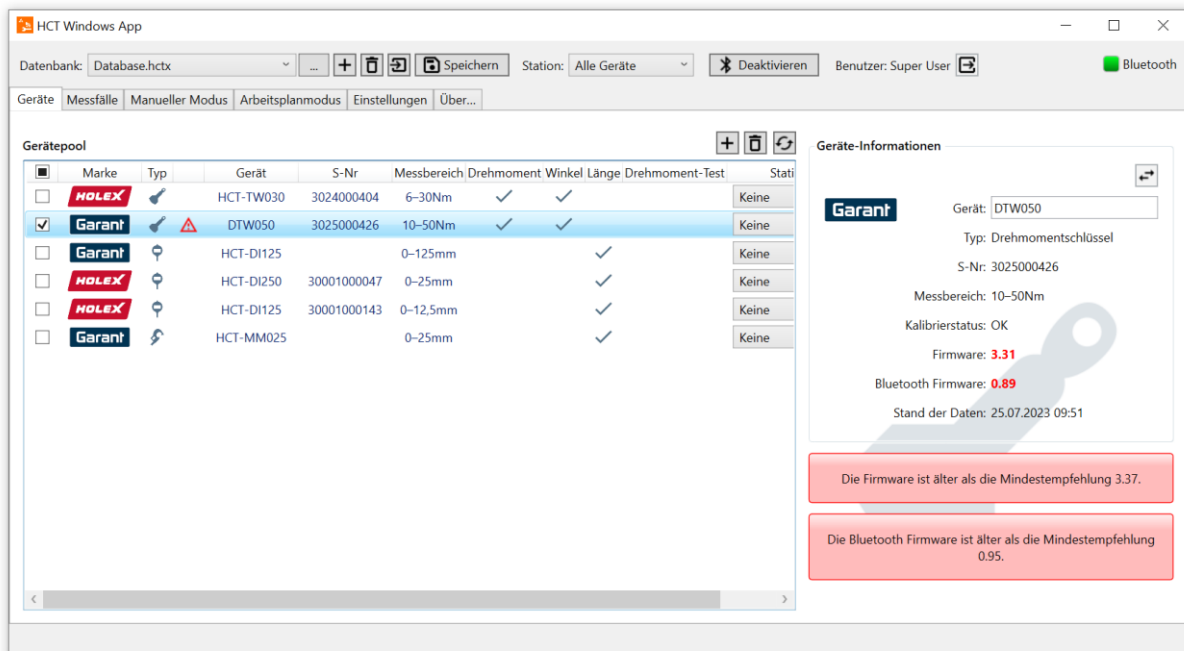 HCT Windows App
Datenbank: Database.hctx ... Speichern Station: Alle Geräte Deaktivieren Benutzer: Super User Bluetooth
Geräte Messfälle Manueller Modus Arbeitsplanmodus Einstellungen Über...
Gerätepool
Marke Typ Gerät S-Nr Messbereich Drehmoment Winkel Länge Drehmoment-Test Stati
HOLEX HCT-TW030 3024000404 6–30Nm Keine
Garant DTW050 3025000426 10–50Nm Keine
Garant HCT-DI125 0–125mm Keine
HOLEX HCT-DI250 30001000047 0–25mm Keine
HOLEX HCT-DI125 30001000143 0–12,5mm Keine
Garant HCT-MM025 0–25mm Keine
Geräte-Informationen
Garant Gerät: DTW050
Typ: Drehmomentschlüssel
S-Nr: 3025000426
Messbereich: 10–50Nm
Kalibrierstatus: OK
Firmware: 3.31
Bluetooth Firmware: 0.89
Stand der Daten: 25.07.2023 09:51
Die Firmware ist älter als die Mindestempfehlung 3.37.
Die Bluetooth Firmware ist älter als die Mindestempfehlung
0.95.